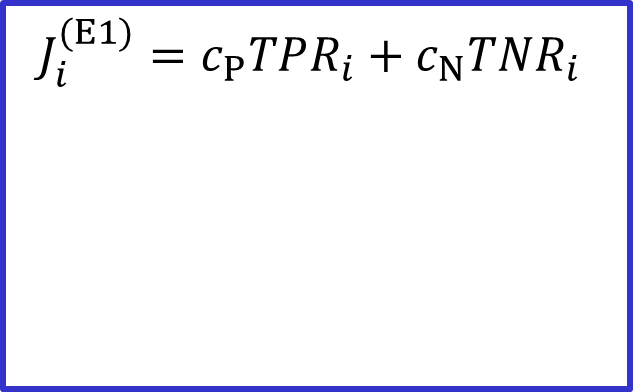 J_i^(E1) = c_P TPR_i + c_N TNR_i